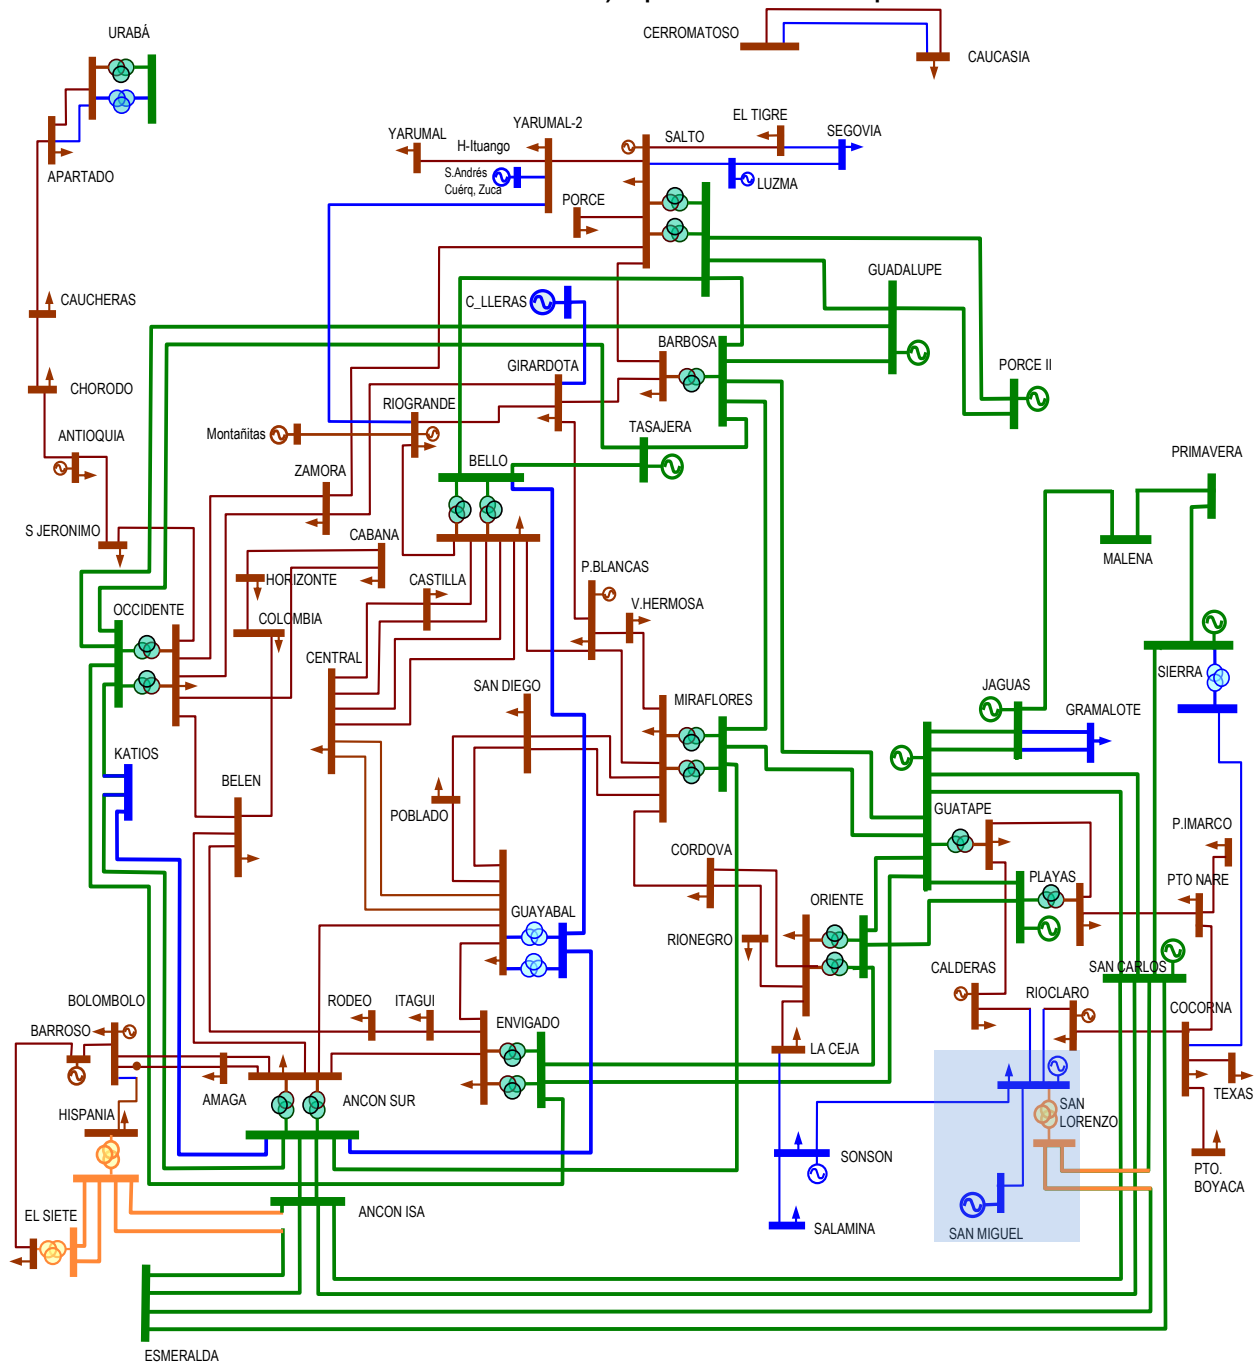 CERROMATOSO
CAUCASIA
URABÁ
APARTADO
YARUMAL
YARUMAL-2
H-Ituango
S.Andrés
Cuérq, Zuca
SALTO
EL TIGRE
SEGOVIA
LUZMA
PORCE
CAUCHERAS
C_LLERAS
GUADALUPE
BARBOSA
GIRARDOTA
PORCE II
CHORODO
RIOGRANDE
Montañitas
TASAJERA
ANTIOQUIA
ZAMORA
BELLO
PRIMAVERA
S JERONIMO
CABANA
MALENA
HORIZONTE
CASTILLA
P.BLANCAS
V.HERMOSA
OCCIDENTE
COLOMBIA
CENTRAL
SAN DIEGO
MIRAFLORES
JAGUAS
SIERRA
GRAMALOTE
KATIOS
BELEN
POBLADO
GUATAPE
P.IMARCO
CORDOVA
PLAYAS
PTO NARE
ORIENTE
GUAYABAL
RIONEGRO
CALDERAS
SAN CARLOS
RIOCLARO
COCORNA
BOLOMBOLO
RODEO
ITAGUI
ENVIGADO
BARROSO
LA CEJA
AMAGA
ANCON SUR
TEXAS
HISPANIA
SAN
LORENZO
SONSON
PTO.
BOYACA
EL SIETE
ANCON ISA
SALAMINA
SAN MIGUEL
ESMERALDA